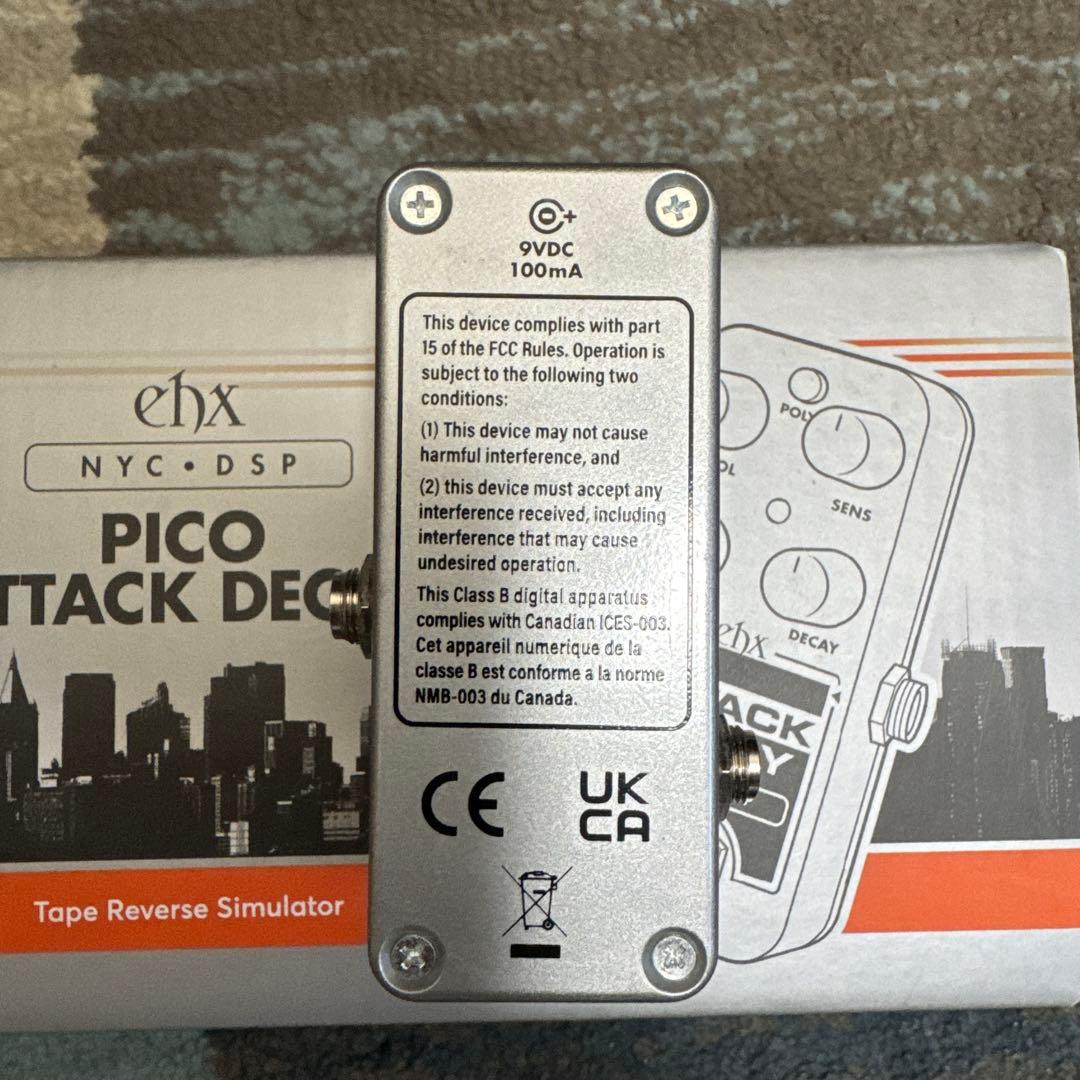 9VDC
100mA
This device complies with part
15 of the FCC Rules. Operation is
subject to the following two
conditions:
(1) This device may not cause
harmful interference, and
(2) this device must accept any
interference received, including
interference that may cause
undesired operation.
This Class B digital apparatus
complies with Canadian ICES-003.
Cet appareil numerique de la
classe B est conforme a la norme
NMB-003 du Canada.
CE
UK
CA
ehx
NYC•DSP
PICO
TTACK DEC
Tape Reverse Simulator
POLY
OL
SENS
DECAY
ehx
ACK
Y